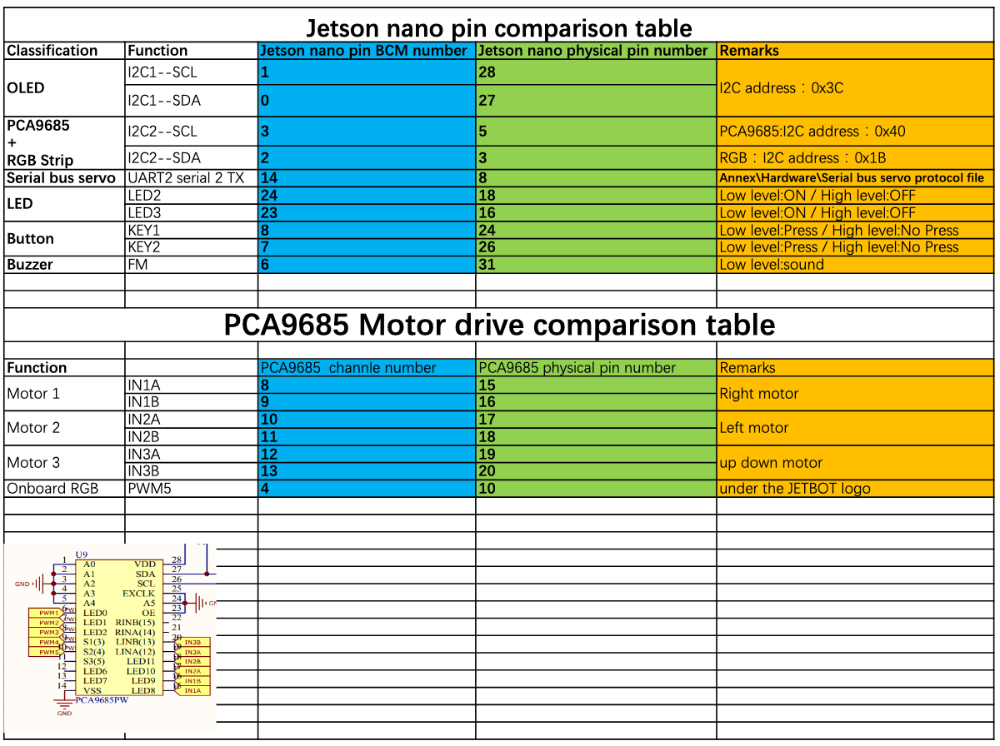 Jetson nano pin comparison table
Classification Function Jetson nano pin BCM number Jetson nano physical pin number Remarks
OLED I2C1--SCL 1 28 I2C address：0x3C
I2C1--SDA 0 27
PCA9685 + RGB Strip I2C2--SCL 3 5 PCA9685:I2C address：0x40
I2C2--SDA 2 3 RGB：I2C address：0x1B
Serial bus servo UART2 serial 2 TX 14 8 Annex\Hardware\Serial bus servo protocol file
LED LED2 24 18 Low level:ON / High level:OFF
LED3 23 16 Low level:ON / High level:OFF
Button KEY1 8 24 Low level:Press / High level:No Press
KEY2 7 26 Low level:Press / High level:No Press
Buzzer FM 6 31 Low level:sound
PCA9685 Motor drive comparison table
Function PCA9685 channle number PCA9685 physical pin number Remarks
Motor 1 IN1A 8 15 Right motor
IN1B 9 16
Motor 2 IN2A 10 17 Left motor
IN2B 11 18
Motor 3 IN3A 12 19 up down motor
IN3B 13 20
Onboard RGB PWM5 4 10 under the JETBOT logo
U9
1 A0 VDD 28
2 A1 SDA 27
GND 3 A2 SCL 26
4 A3 EXCLK 25
5 A4 A5 24
PWM1 6 LED0 OE 23
PWM2 7 LED1 RINB(15) 22
PWM3 8 LED2 RINA(14) 21
PWM4 9 S1(3) LINB(13) 20 IN3B
PWM5 10 S2(4) LINA(12) 19 IN3A
11 S3(5) LED11 18 IN2B
12 LED6 LED10 17 IN2A
13 LED7 LED9 16 IN1B
14 VSS LED8 15 IN1A
PCA9685PW
GND